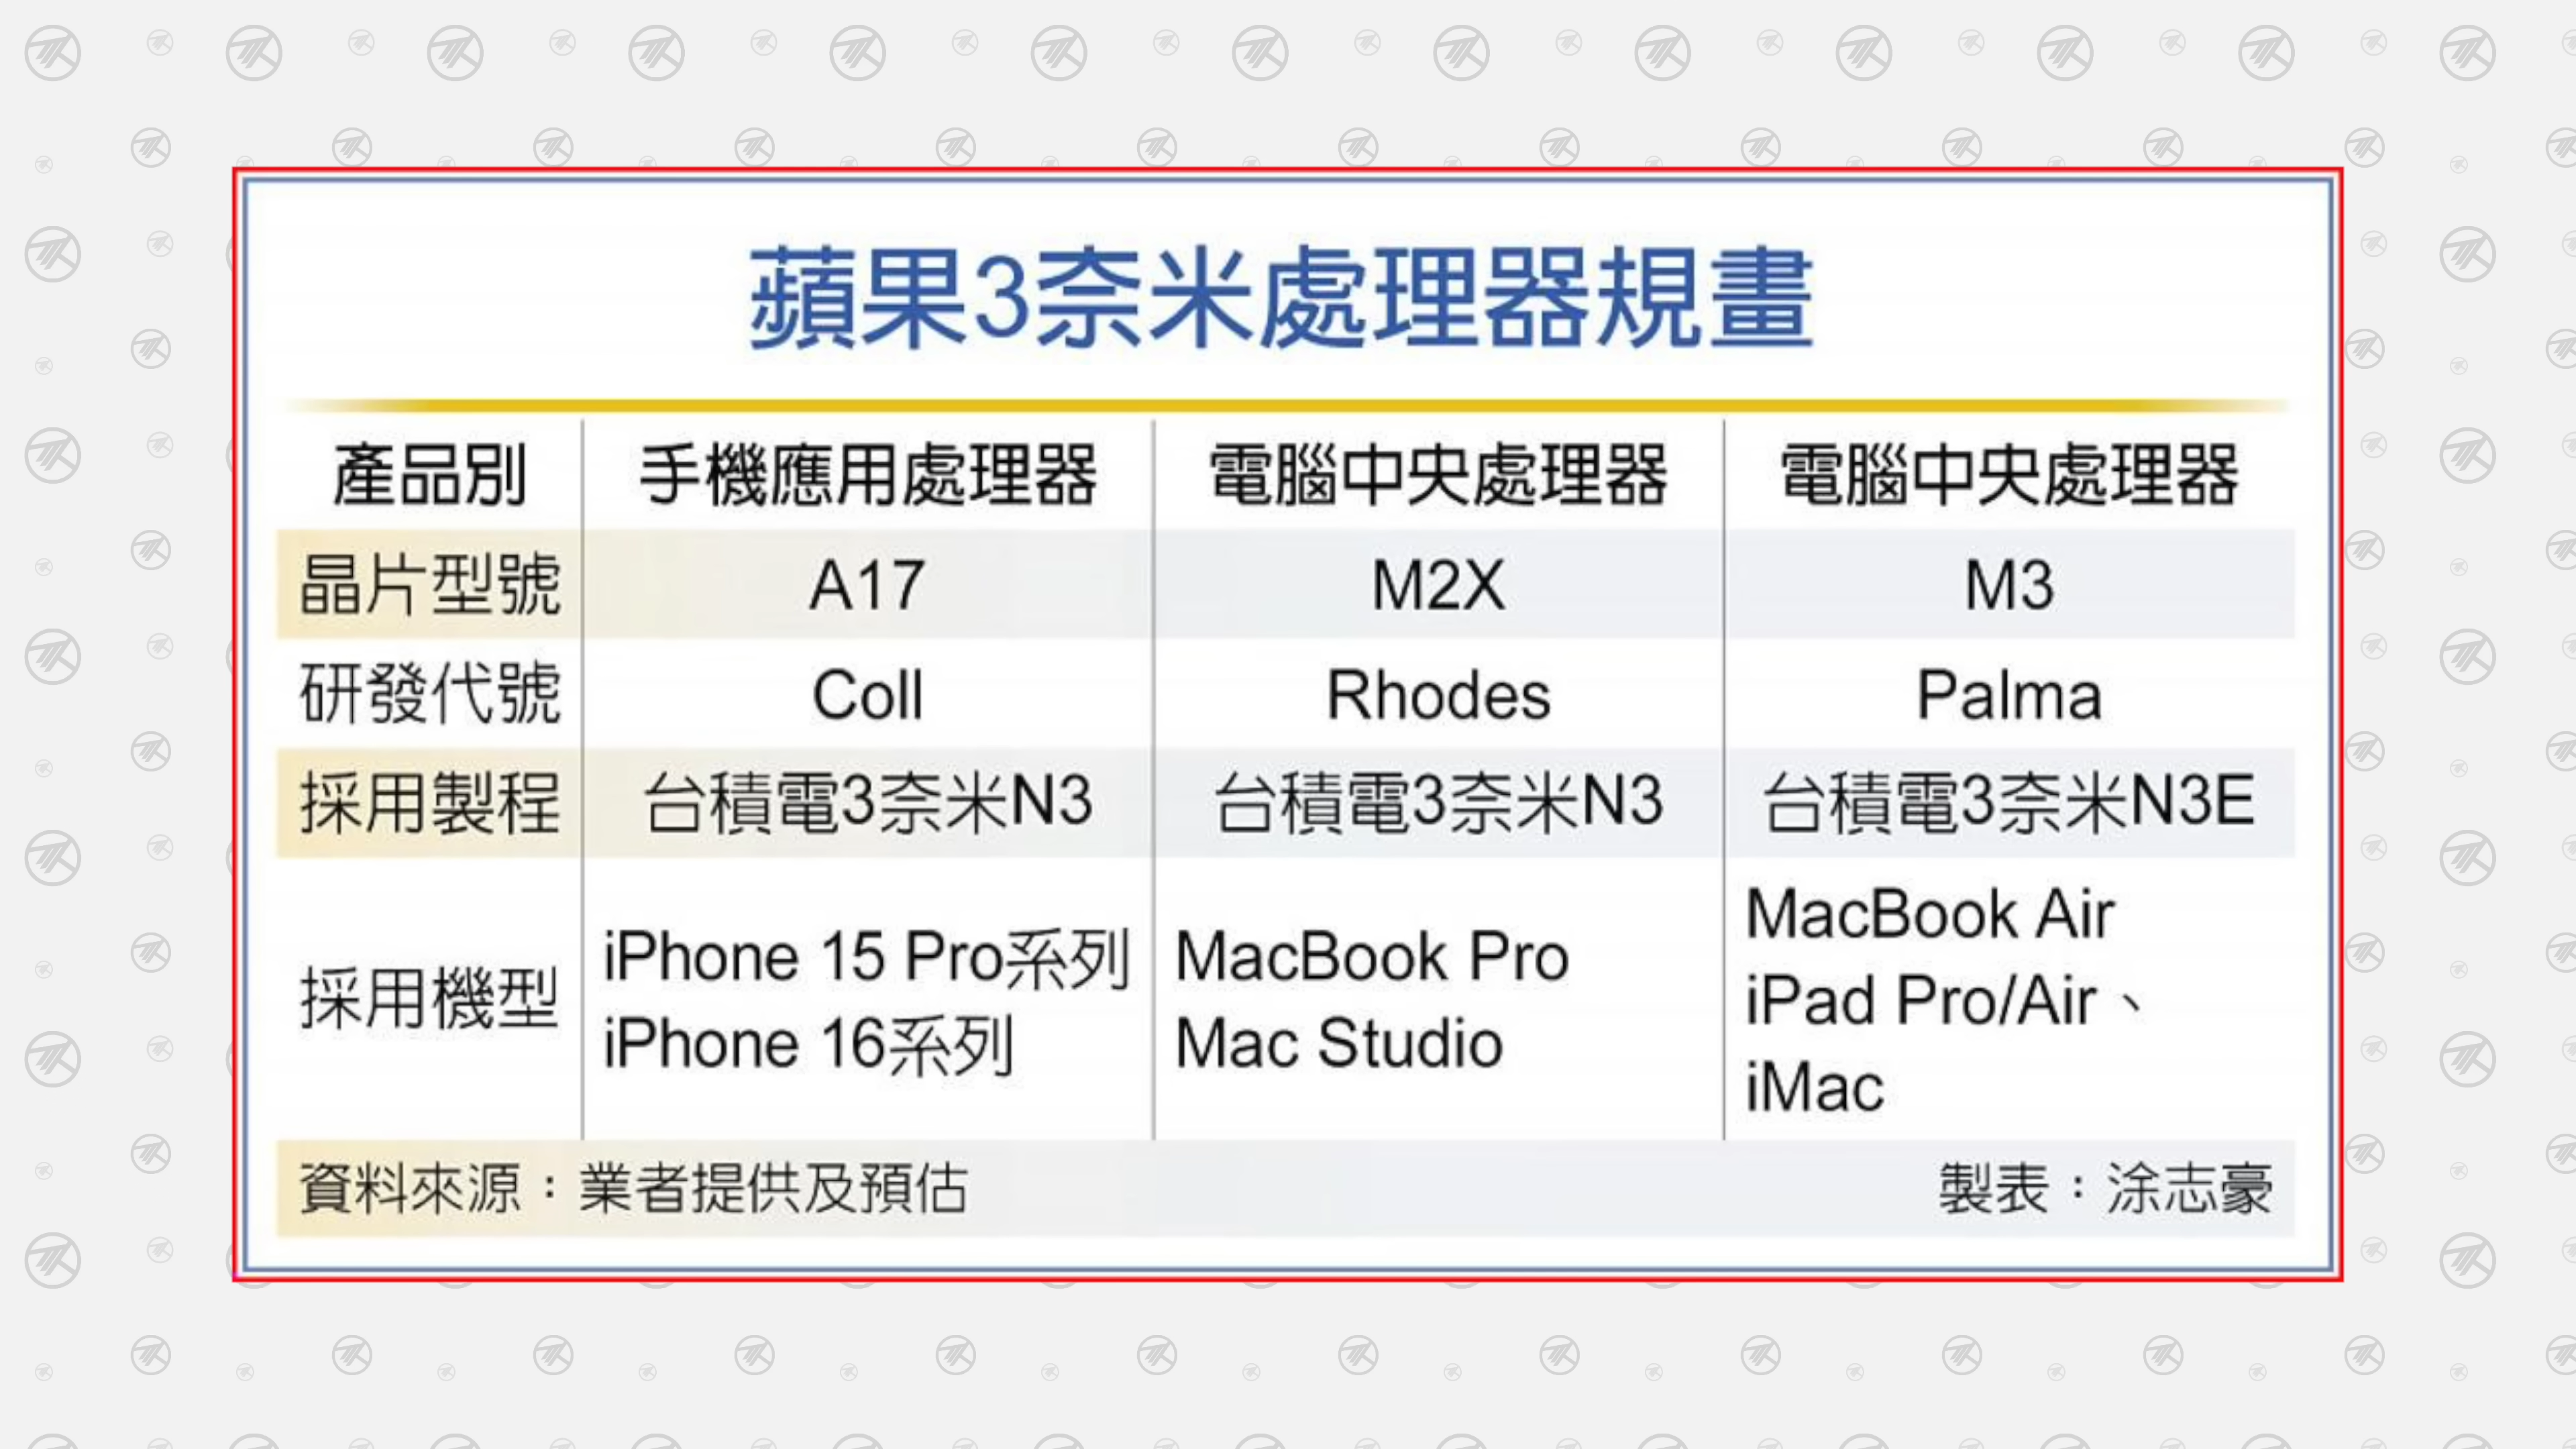 蘋果3奈米處理器規畫
產品別 手機應用處理器 電腦中央處理器 電腦中央處理器
晶片型號 A17 M2X M3
研發代號 Coll Rhodes Palma
採用製程 台積電3奈米N3 台積電3奈米N3 台積電3奈米N3E
採用機型 iPhone 15 Pro系列 MacBook Pro MacBook Air
iPhone 16系列 Mac Studio iPad Pro/Air、
iMac
資料來源：業者提供及預估 製表：涂志豪